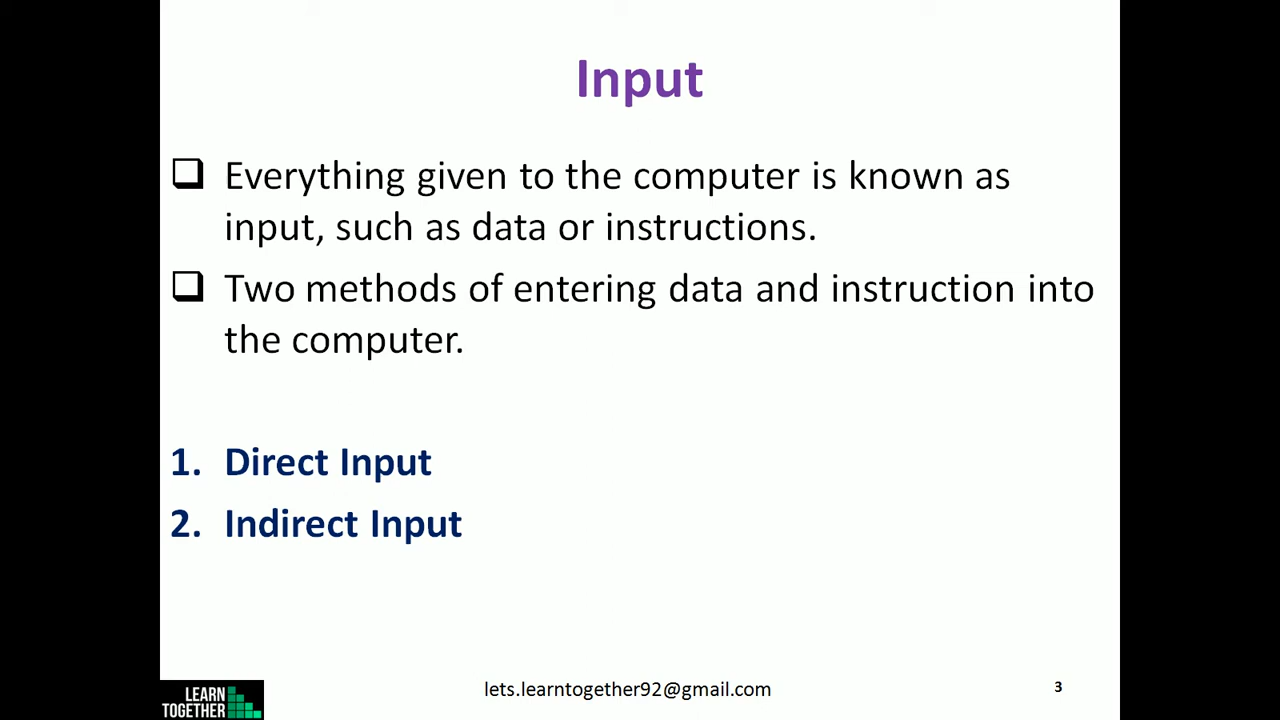 Input
Everything given to the computer is known as
input, such as data or instructions.
Two methods of entering data and instruction into
the computer.
1. Direct Input
2. Indirect Input
LEARN
TOGETHER
lets.learntogether92@gmail.com
3